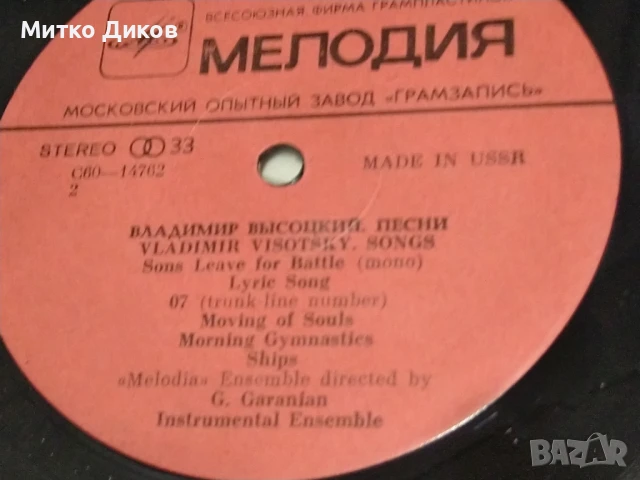 Митко Диков
ВСЕСОЮЗНАЯ ФИРМА ГРАМПЛАСТИНОК
МЕЛОДИЯ
МОСКОВСКИЙ ОПЫТНЫЙ ЗАВОД «ГРАМЗАПИСЬ»
STEREO 33
С60—14762
2
MADE IN USSR
ВЛАДИМИР ВЫСОЦКИЙ. ПЕСНИ
VLADIMIR VISOTSKY. SONGS
Sons Leave for Battle (mono)
Lyric Song
07 (trunk-line number)
Moving of Souls
Morning Gymnastics
Ships
«Melodia» Ensemble directed by
G. Garanian
Instrumental Ensemble
BAZAR